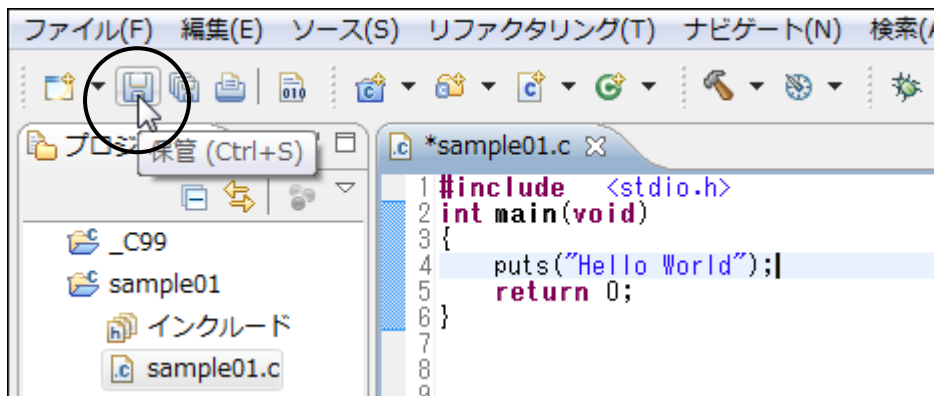 ファイル(F) 編集(E) ソース(S) リファクタリング(T) ナビゲート(N) 検索(
010
プロジ
保管 (Ctrl+S)
*sample01.c
1 #include <stdio.h>
2 int main(void)
3 {
4 puts("Hello World");
5 return 0;
6 }
7
8
9
_C99
sample01
インクルード
sample01.c